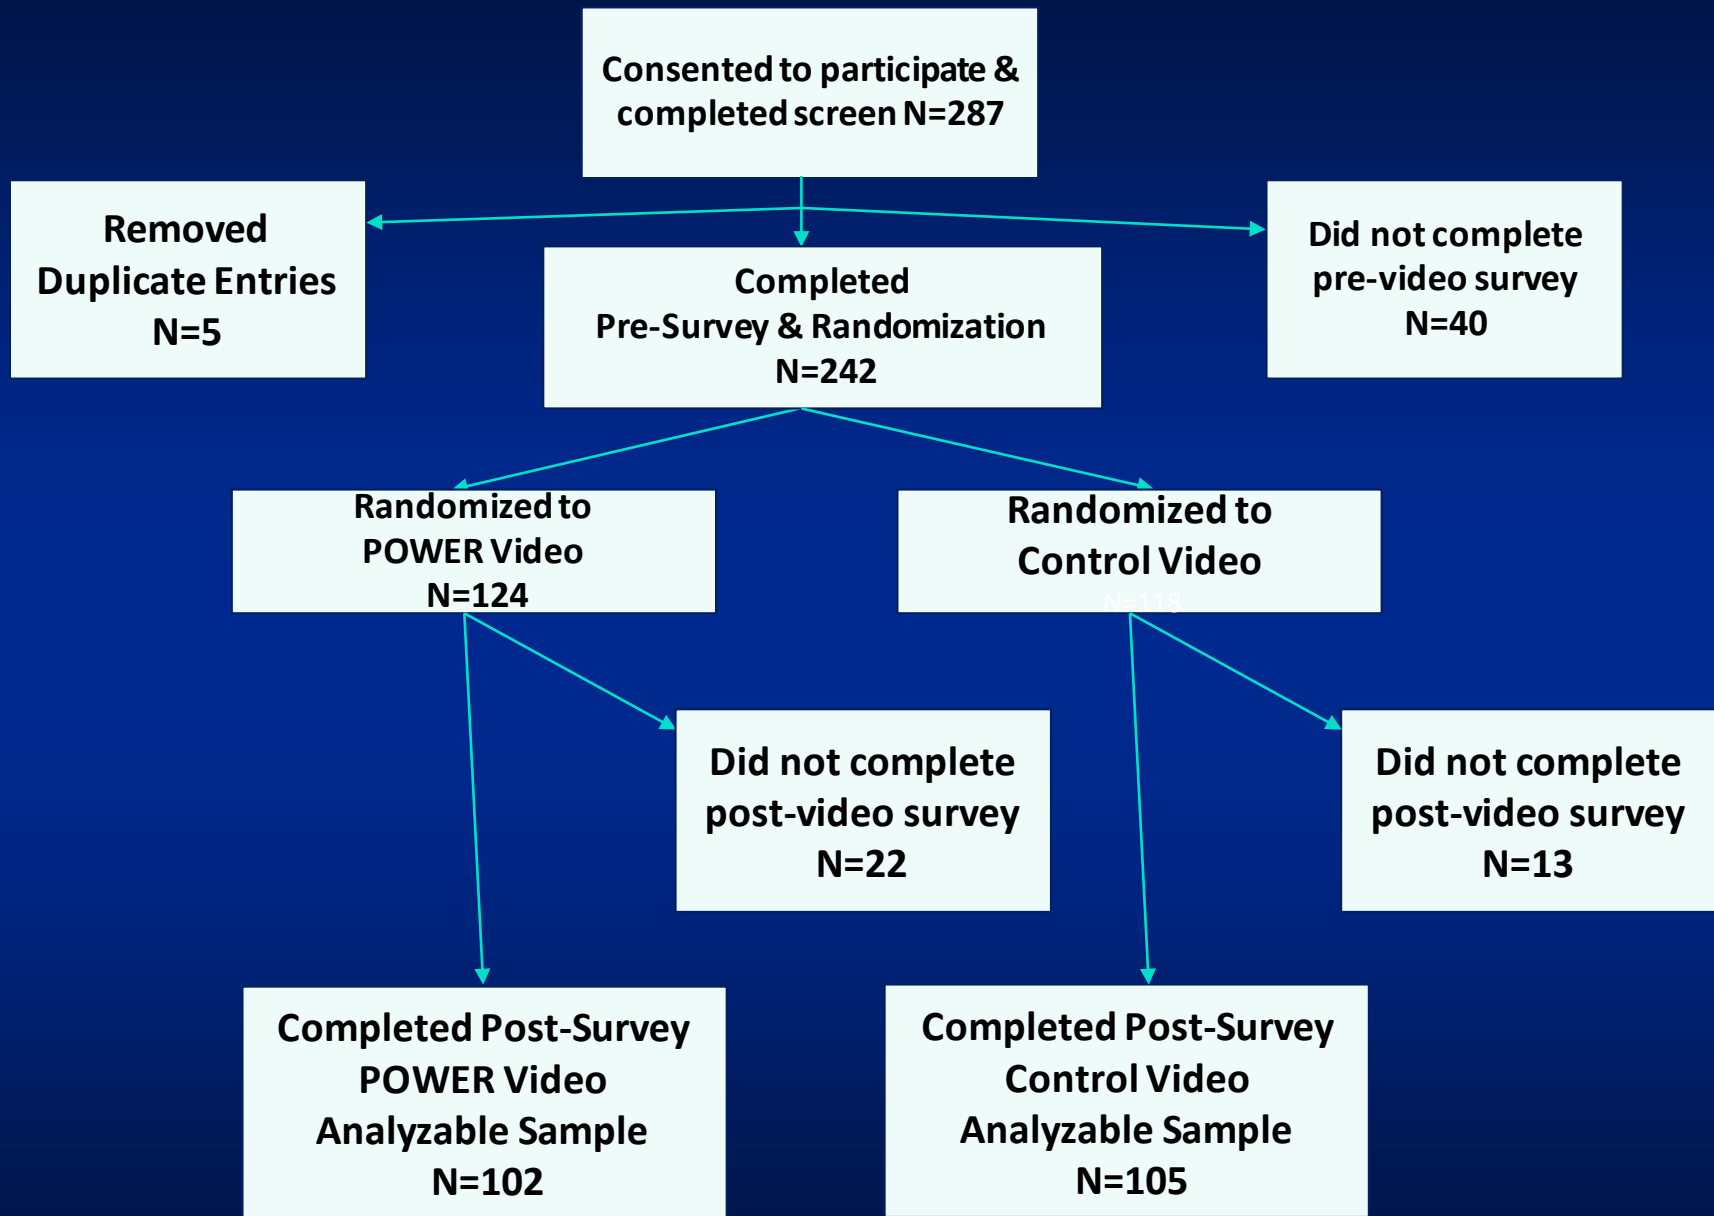 Consented to participate &
completed screen N=287
Removed
Duplicate Entries
N=5
Completed
Pre-Survey & Randomization
N=242
Did not complete
pre-video survey
N=40
Randomized to
POWER Video
N=124
Randomized to
Control Video
N=118
Did not complete
post-video survey
N=22
Did not complete
post-video survey
N=13
Completed Post-Survey
POWER Video
Analyzable Sample
N=102
Completed Post-Survey
Control Video
Analyzable Sample
N=105